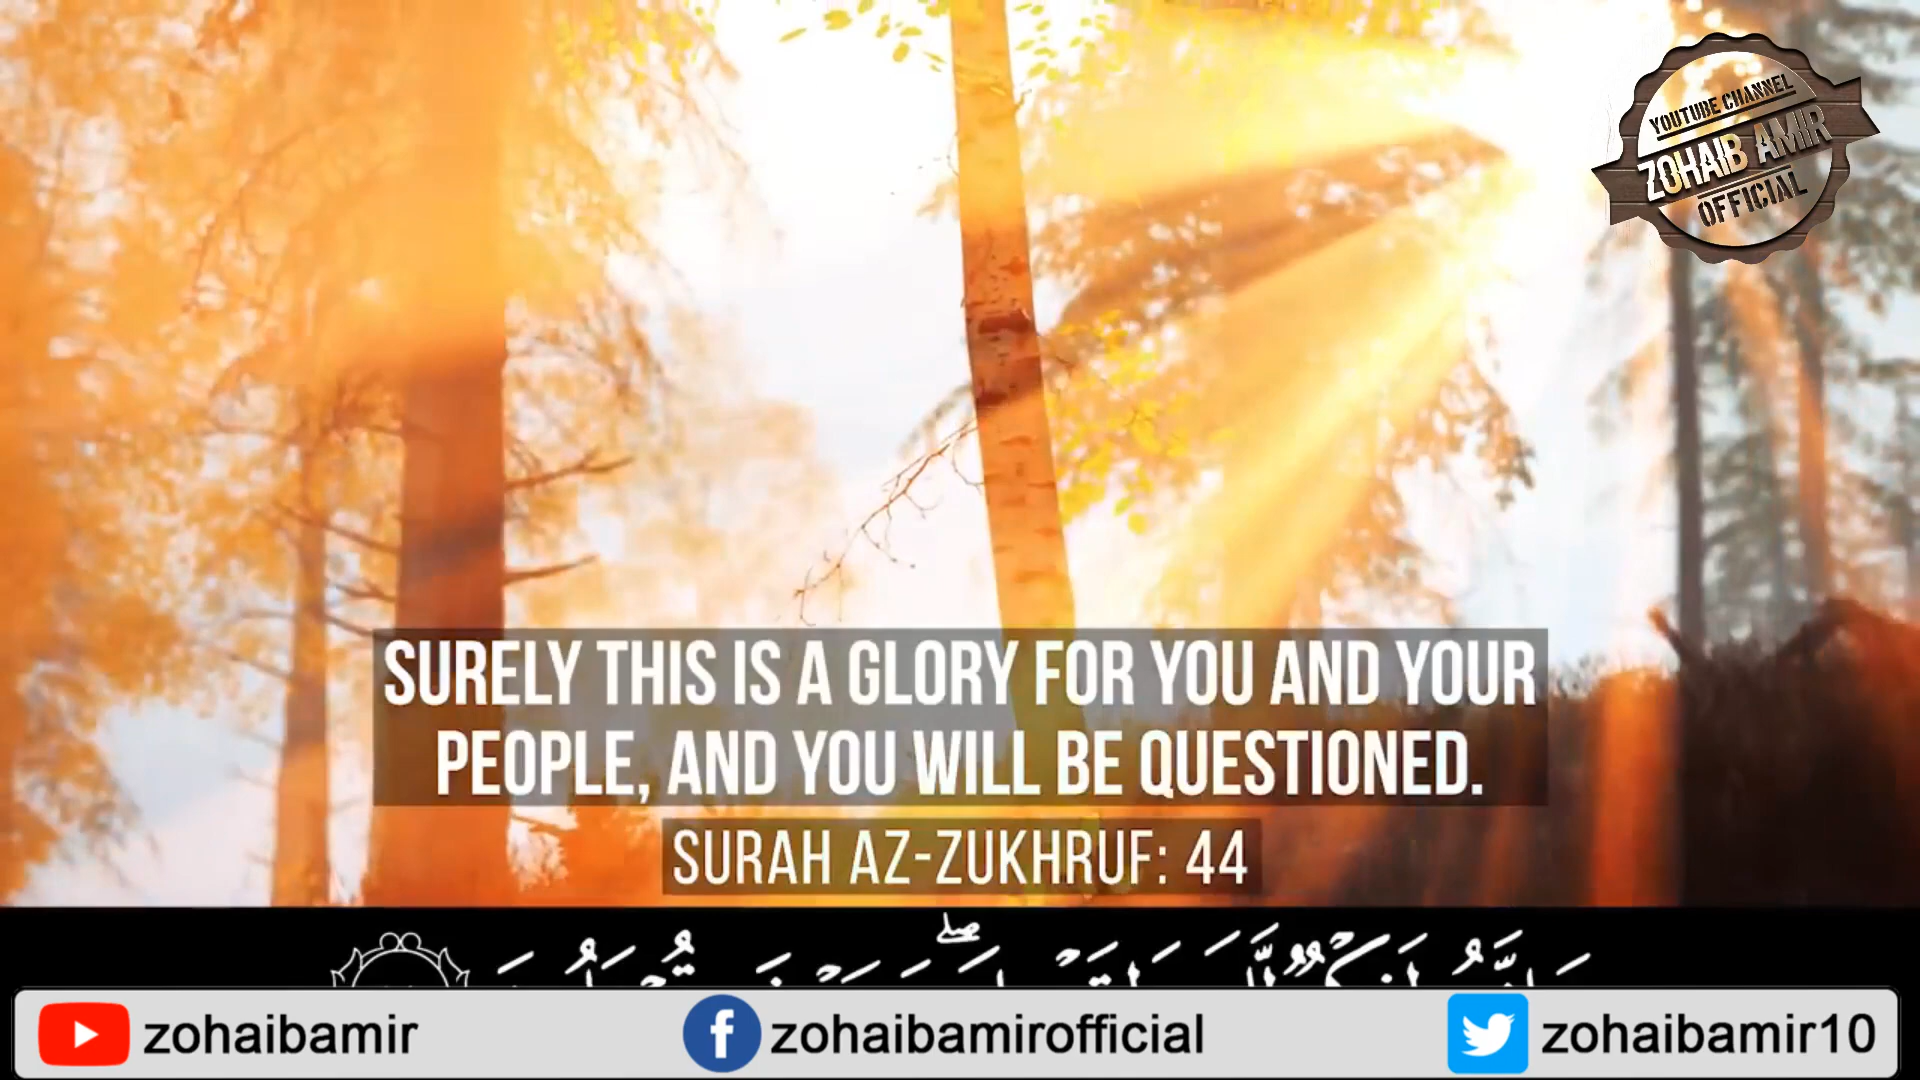 YOUTUBE CHANNEL
ZOHAIB AMIR
OFFICIAL
SURELY THIS IS A GLORY FOR YOU AND YOUR
PEOPLE, AND YOU WILL BE QUESTIONED.
SURAH AZ-ZUKHRUF: 44
zohaibamir
zohaibamirofficial
zohaibamir10